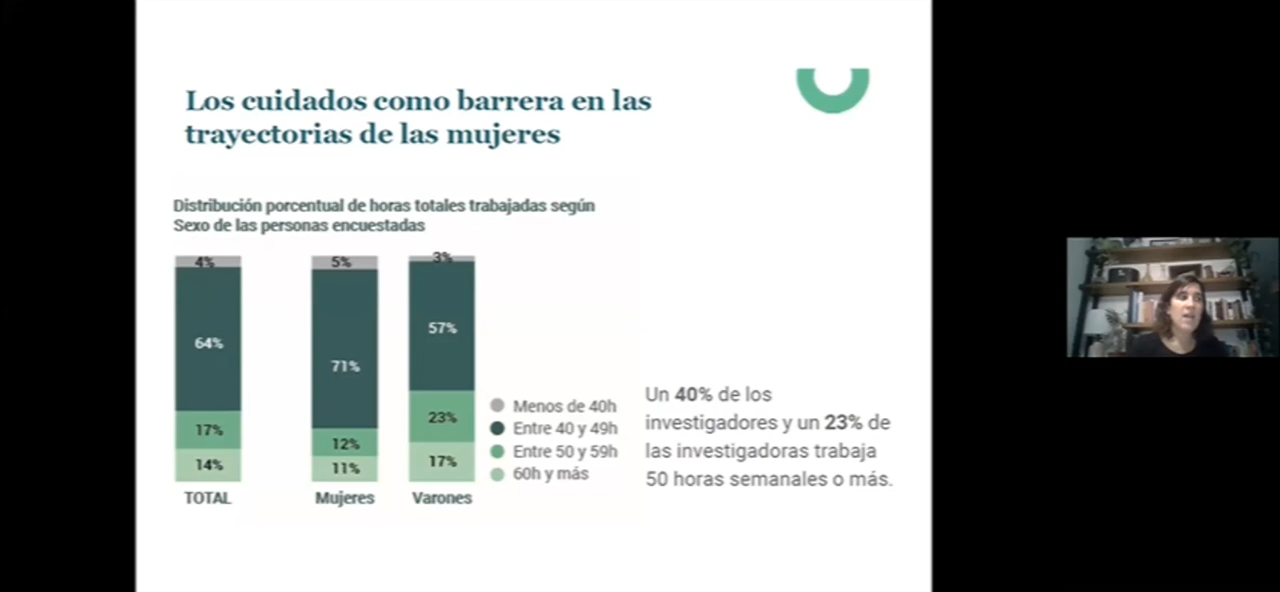 Los cuidados como barrera en las
trayectorias de las mujeres
Distribución porcentual de horas totales trabajadas según
Sexo de las personas encuestadas
4%
64%
17%
14%
TOTAL
5%
71%
12%
11%
Mujeres
3%
57%
23%
17%
Varones
Menos de 40h
Entre 40 y 49h
Entre 50 y 59h
60h y más
Un 40% de los
investigadores y un 23% de
las investigadoras trabaja
50 horas semanales o más.